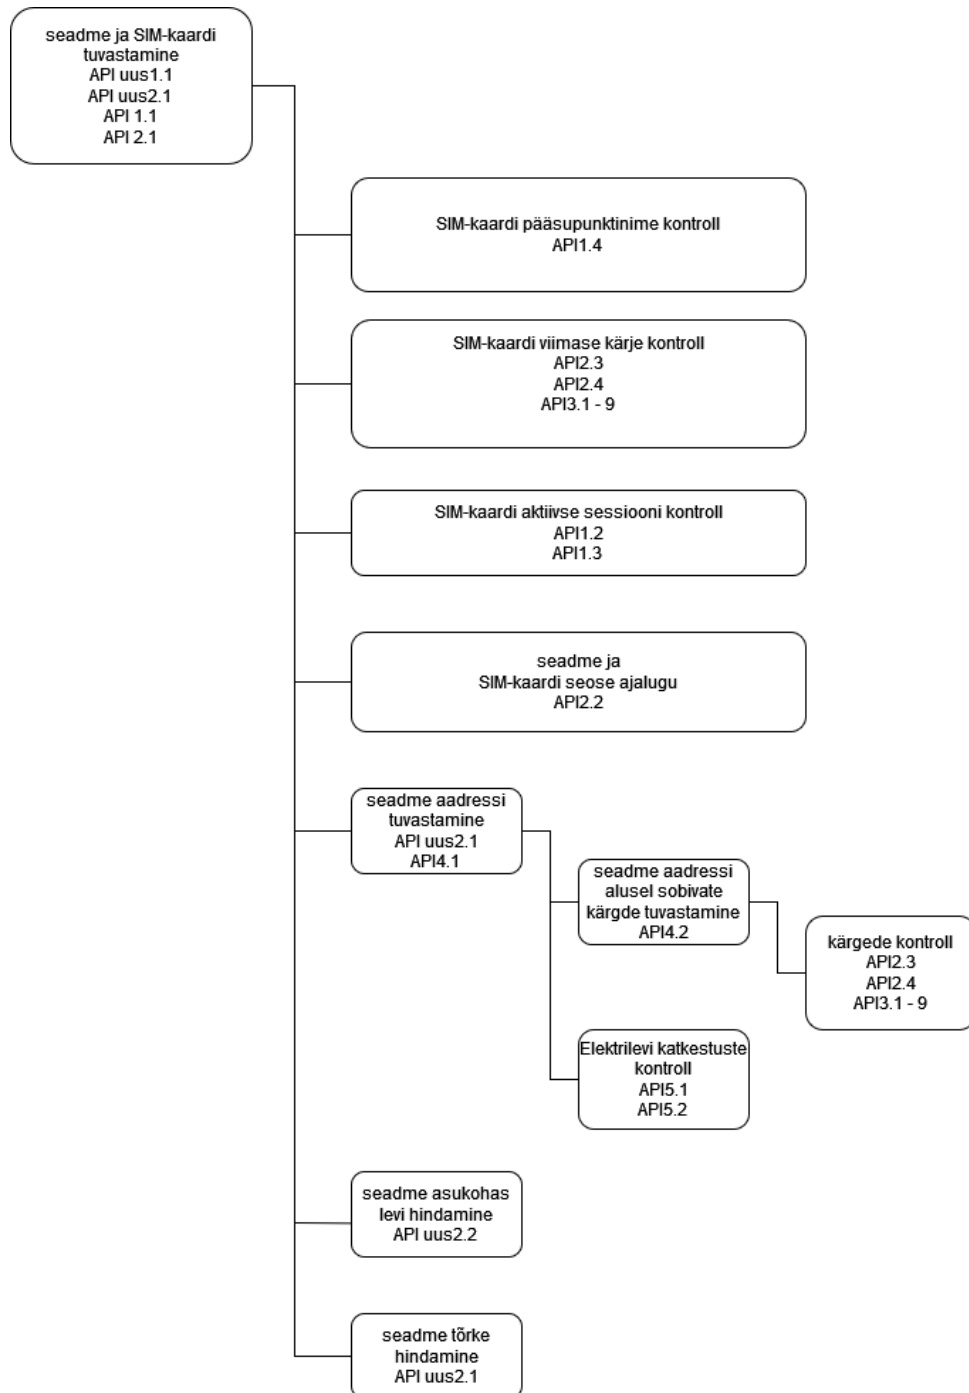 seadme ja SIM-kaardi
tuvastamine
API uus1.1
API uus2.1
API 1.1
API 2.1
SIM-kaardi pääsupunktinime kontroll
API1.4
SIM-kaardi viimase kärje kontroll
API2.3
API2.4
API3.1 - 9
SIM-kaardi aktiivse sessiooni kontroll
API1.2
API1.3
seadme ja
SIM-kaardi seose ajalugu
API2.2
seadme aadressi
tuvastamine
API uus2.1
API4.1
seadme aadressi
alusel sobivate
kärgde tuvastamine
API4.2
kärgede kontroll
API2.3
API2.4
API3.1 - 9
Elektrilevi katkestuste
kontroll
API5.1
API5.2
seadme asukohas
levi hindamine
API uus2.2
seadme tõrke
hindamine
API uus2.1